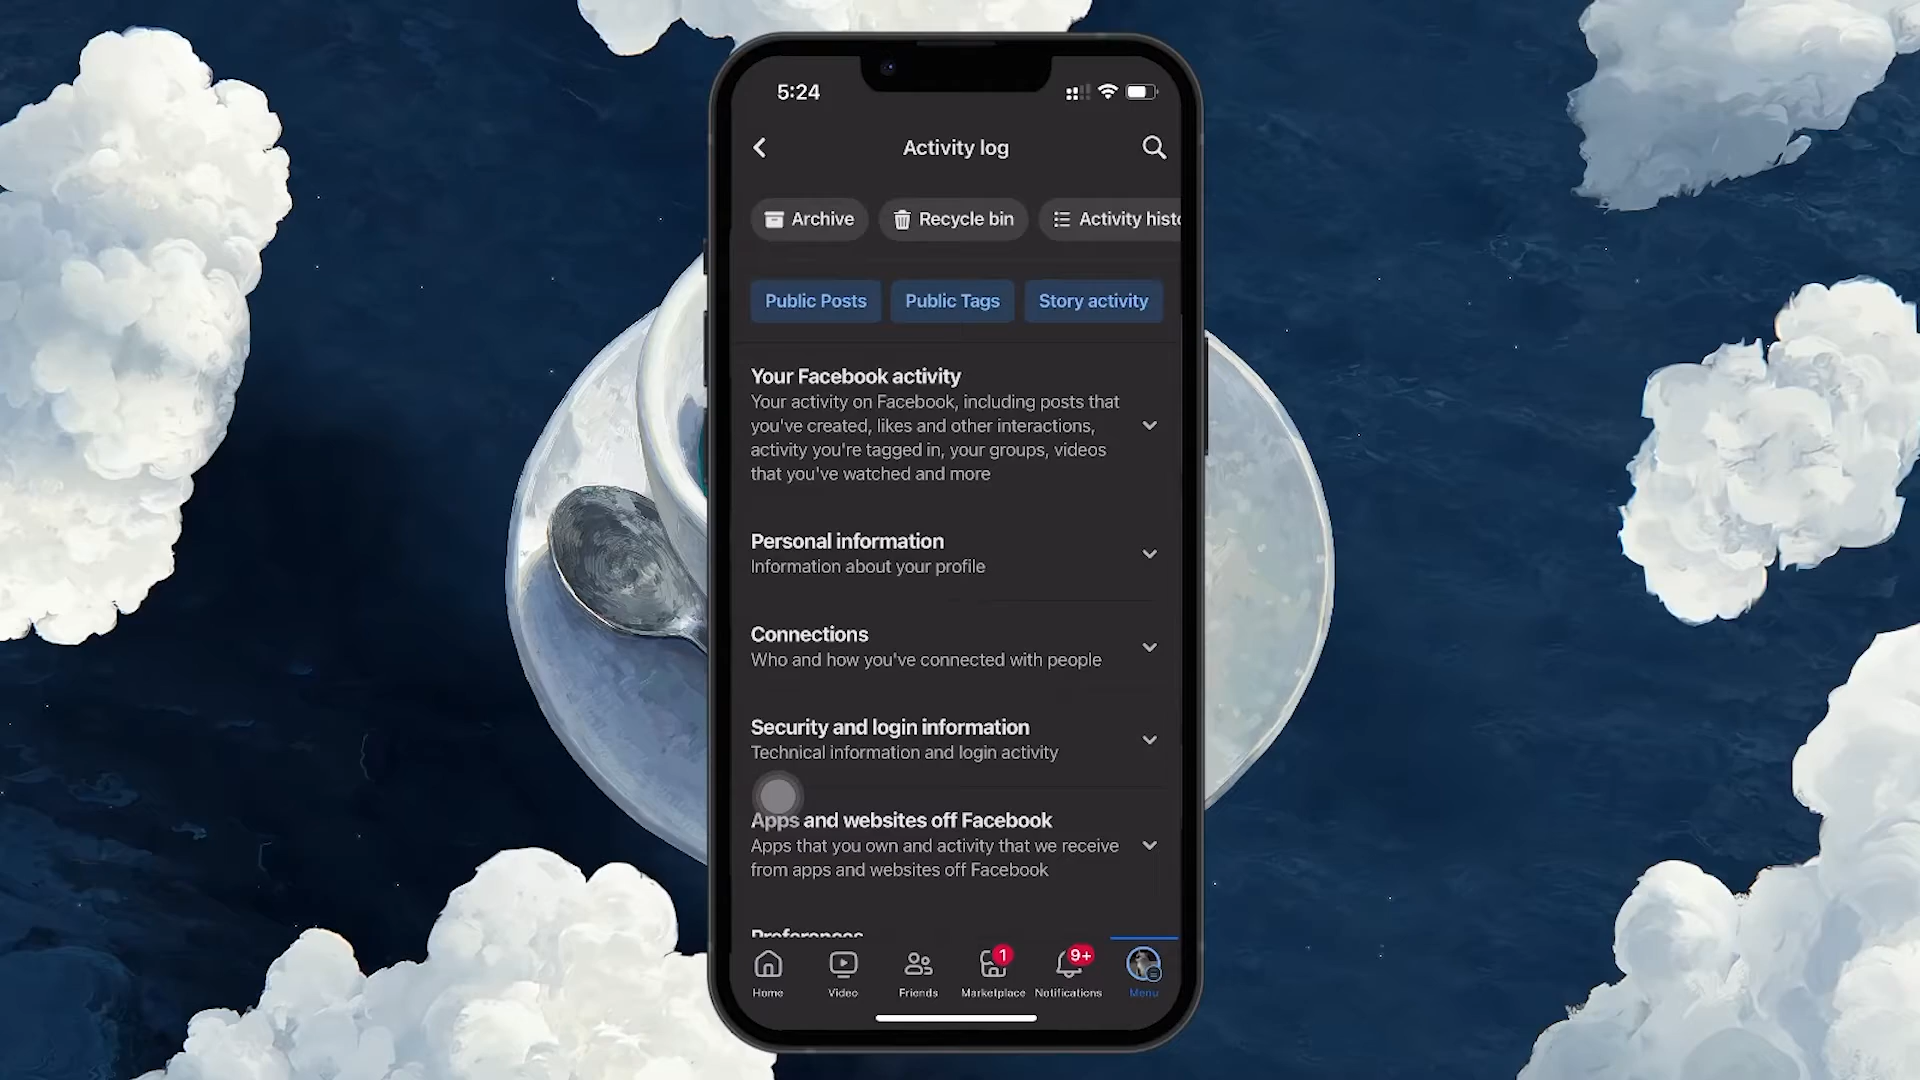 5:24
Activity log
Archive
Recycle bin
Activity histo
Public Posts
Public Tags
Story activity
Your Facebook activity
Your activity on Facebook, including posts that
you've created, likes and other interactions,
activity you're tagged in, your groups, videos
that you've watched and more
Personal information
Information about your profile
Connections
Who and how you've connected with people
Security and login information
Technical information and login activity
Apps and websites off Facebook
Apps that you own and activity that we receive
from apps and websites off Facebook
Preferences
1
9+
Home
Video
Friends
Marketplace
Notifications
Menu